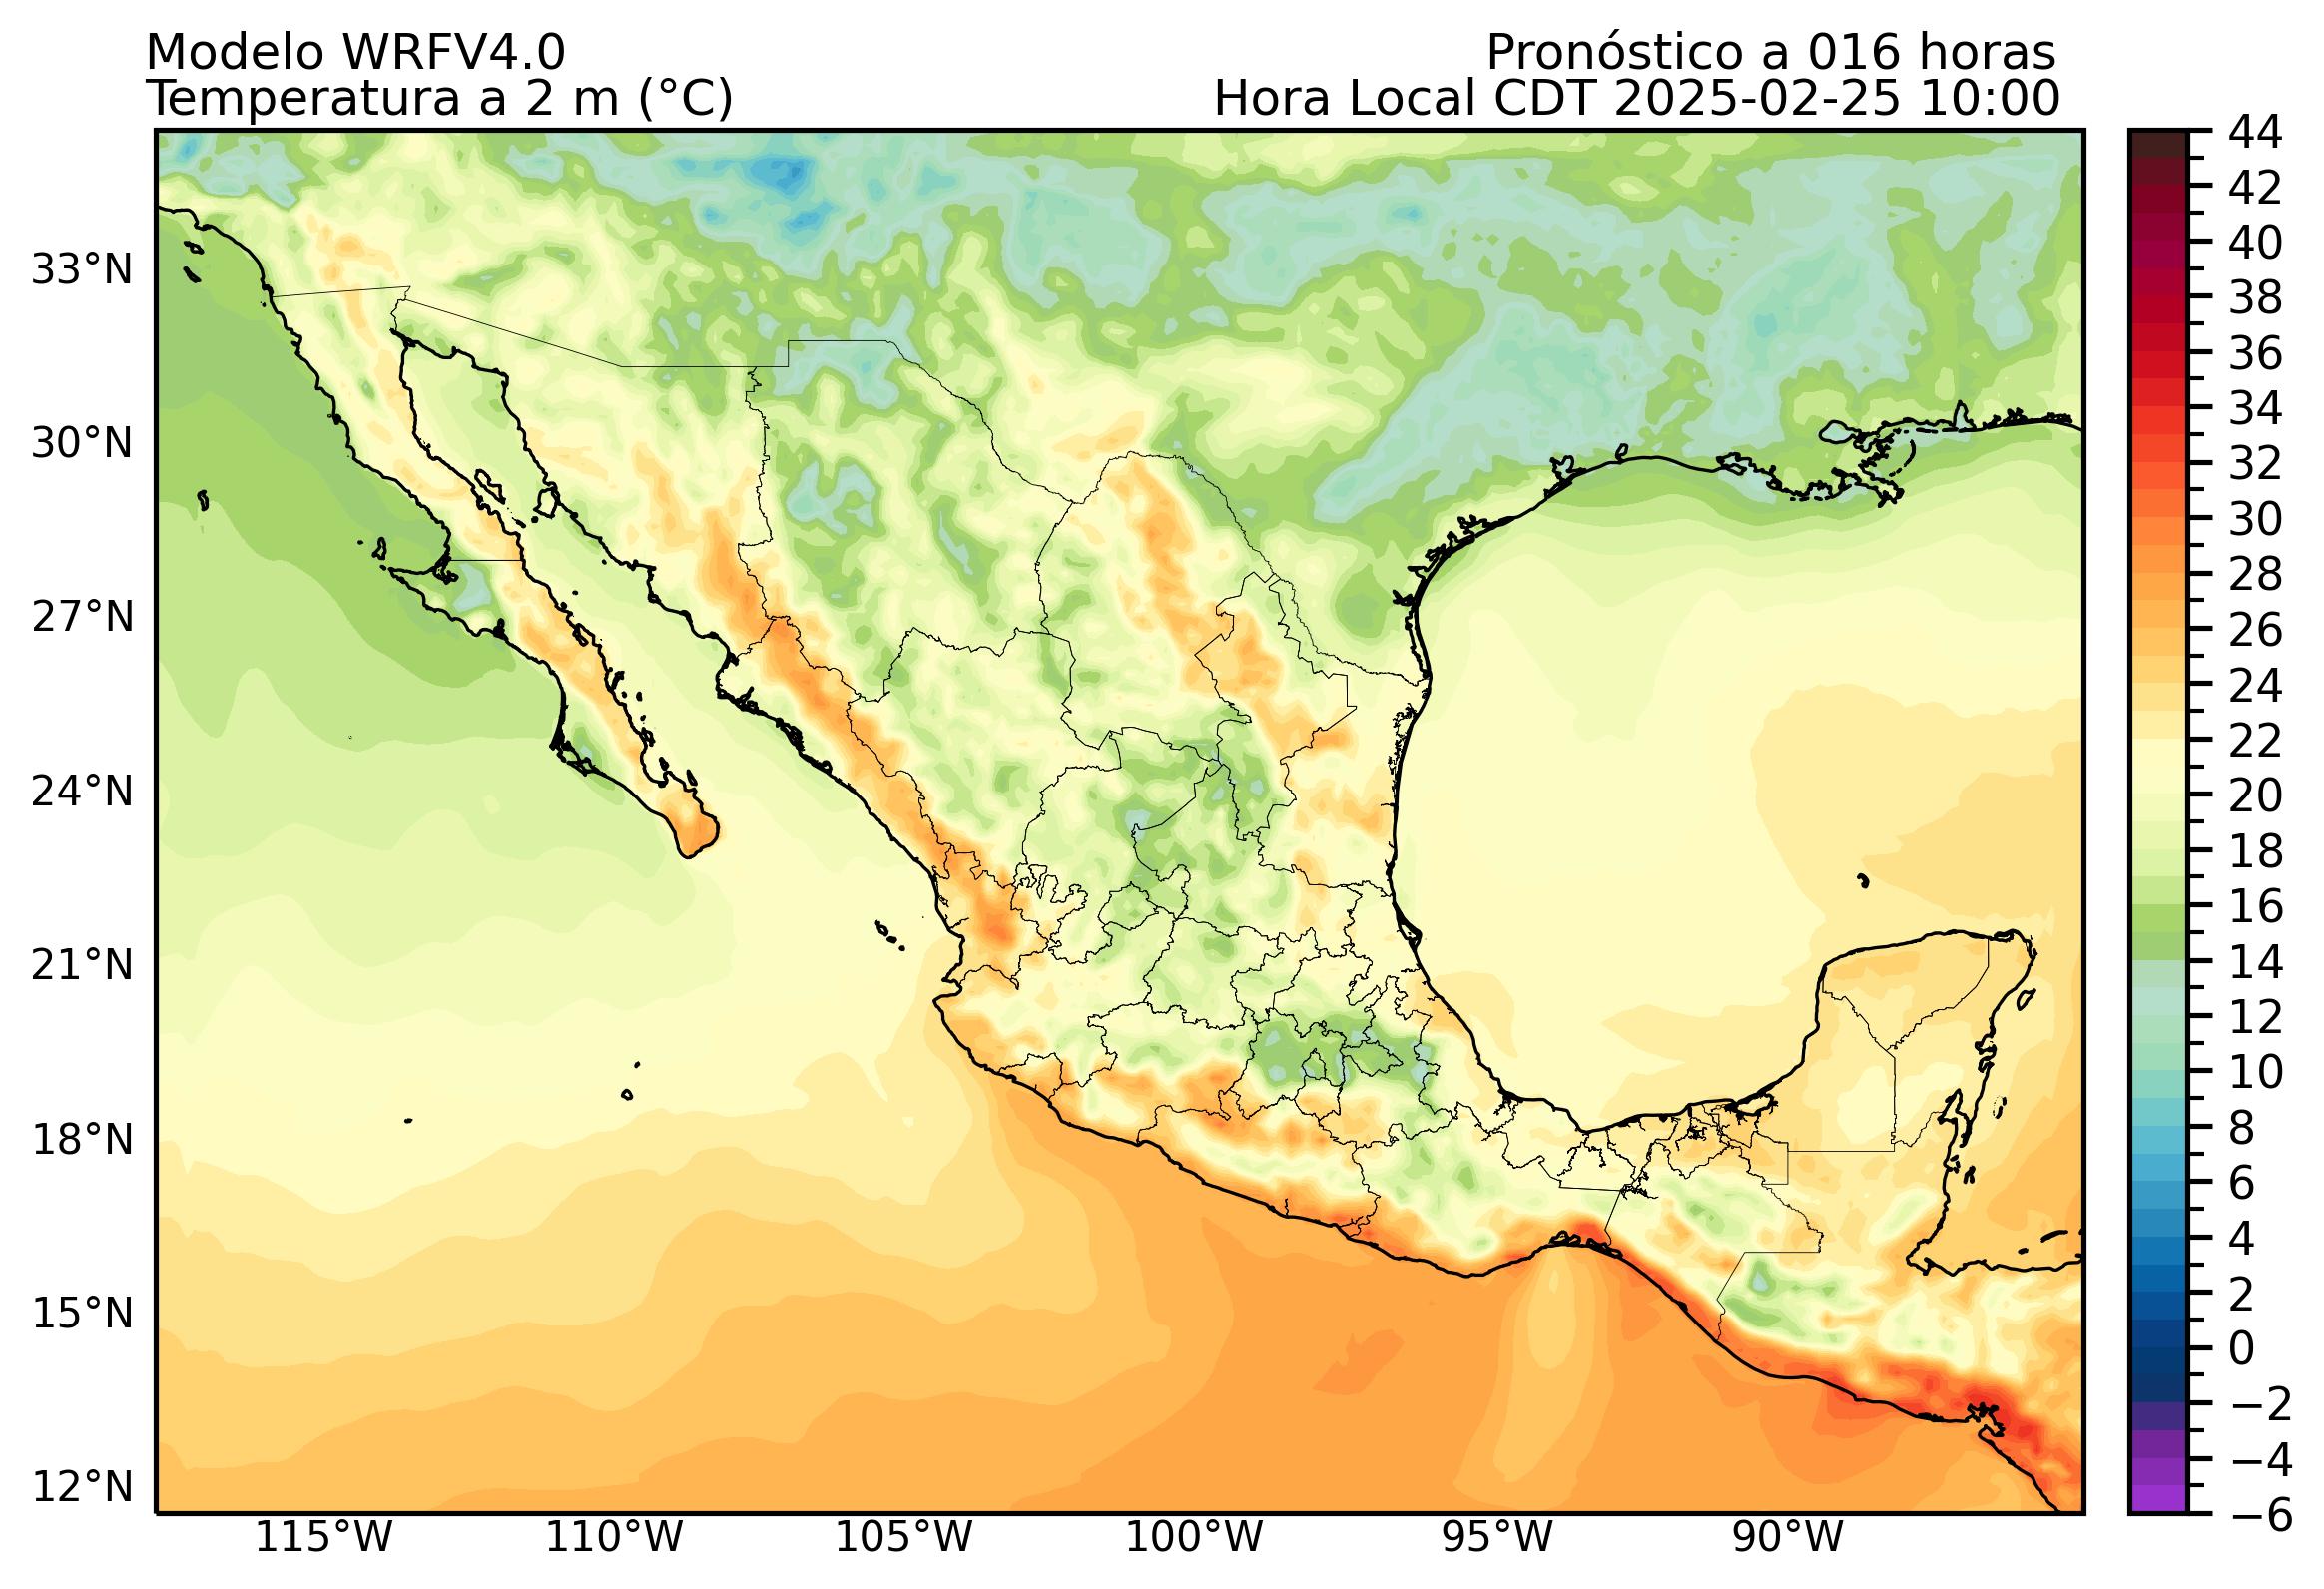 Modelo WRFV4.0
Pronóstico a 016 horas
Temperatura a 2 m (°C)
Hora Local CDT 2025-02-25 10:00
33°N
30°N
27°N
24°N
21°N
18°N
15°N
12°N
115°W
110°W
105°W
100°W
95°W
90°W
44
42
40
38
36
34
32
30
28
26
24
22
20
18
16
14
12
10
8
6
4
2
0
−2
−4
−6